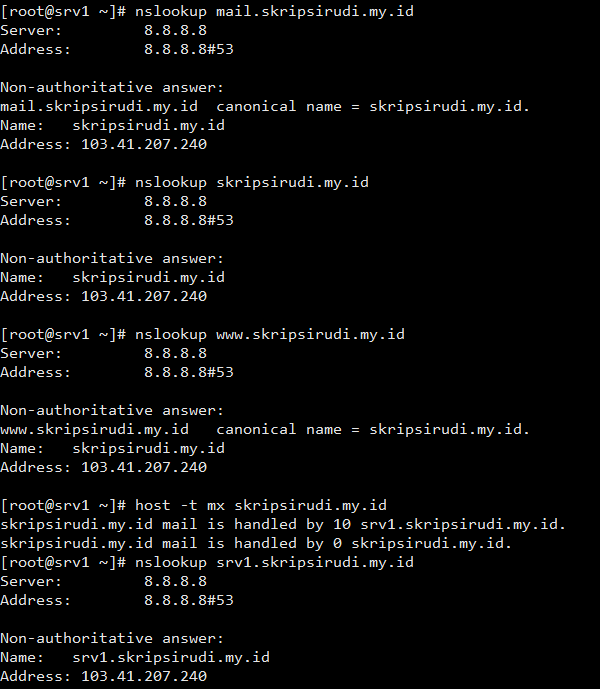 [root@srv1 ~]# nslookup mail.skripsirudi.my.id
Server:         8.8.8.8
Address:        8.8.8.8#53

Non-authoritative answer:
mail.skripsirudi.my.id  canonical name = skripsirudi.my.id.
Name:   skripsirudi.my.id
Address: 103.41.207.240

[root@srv1 ~]# nslookup skripsirudi.my.id
Server:         8.8.8.8
Address:        8.8.8.8#53

Non-authoritative answer:
Name:   skripsirudi.my.id
Address: 103.41.207.240

[root@srv1 ~]# nslookup www.skripsirudi.my.id
Server:         8.8.8.8
Address:        8.8.8.8#53

Non-authoritative answer:
www.skripsirudi.my.id   canonical name = skripsirudi.my.id.
Name:   skripsirudi.my.id
Address: 103.41.207.240

[root@srv1 ~]# host -t mx skripsirudi.my.id
skripsirudi.my.id mail is handled by 10 srv1.skripsirudi.my.id.
skripsirudi.my.id mail is handled by 0 skripsirudi.my.id.
[root@srv1 ~]# nslookup srv1.skripsirudi.my.id
Server:         8.8.8.8
Address:        8.8.8.8#53

Non-authoritative answer:
Name:   srv1.skripsirudi.my.id
Address: 103.41.207.240